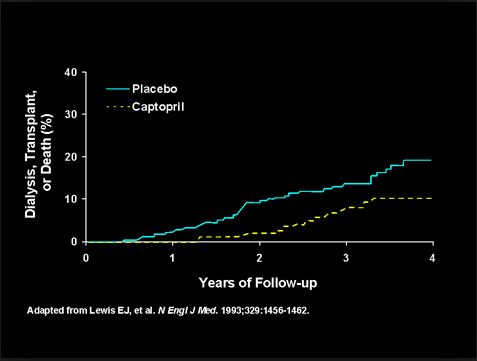 40
30
20
10
0
Dialysis, Transplant,
or Death (%)
Placebo
Captopril
0 1 2 3 4
Years of Follow-up
Adapted from Lewis EJ, et al. N Engl J Med. 1993;329:1456-1462.